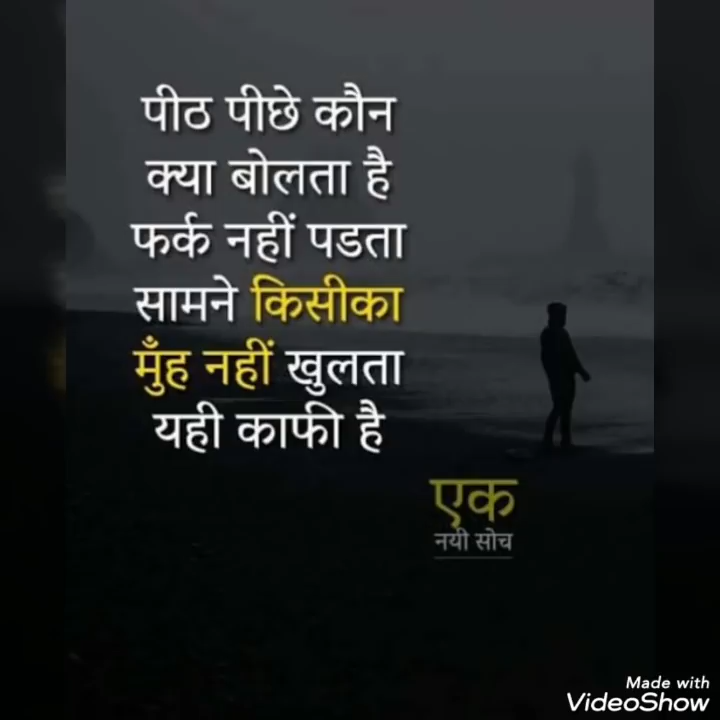 पीठ पीछे कौन
क्या बोलता है
फर्क नहीं पडता
सामने किसीका
मुँह नहीं खुलता
यही काफी है
एक
नयी सोच
Made with
VideoShow